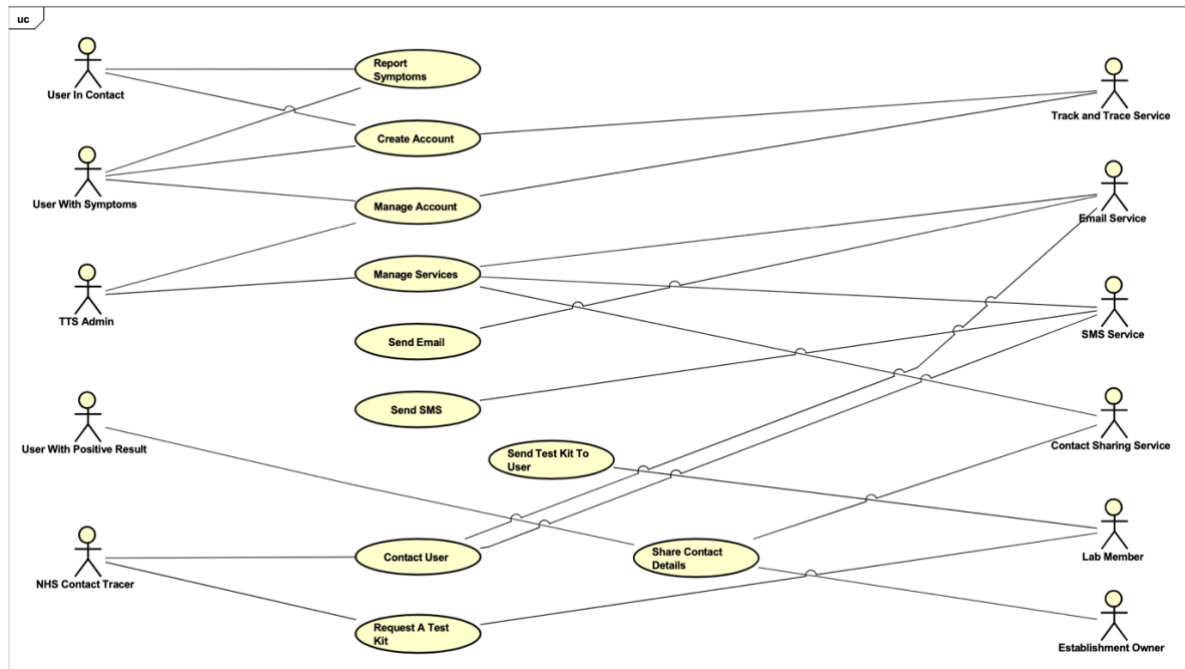 uc
User In Contact
Report
Symptoms
Track and Trace Service
Create Account
User With Symptoms
Manage Account
Email Service
TTS Admin
Manage Services
SMS Service
Send Email
User With Positive Result
Send SMS
Contact Sharing Service
Send Test Kit To
User
NHS Contact Tracer
Contact User
Share Contact
Details
Lab Member
Request A Test
Kit
Establishment Owner